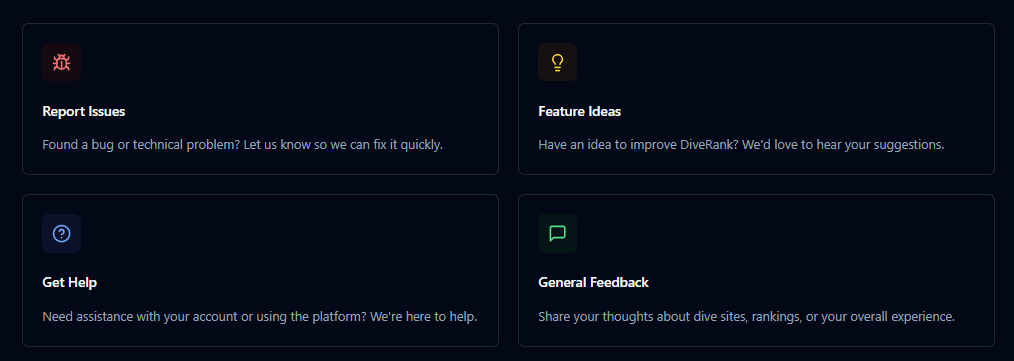 Report Issues
Found a bug or technical problem? Let us know so we can fix it quickly.
Feature Ideas
Have an idea to improve DiveRank? We'd love to hear your suggestions.
Get Help
Need assistance with your account or using the platform? We're here to help.
General Feedback
Share your thoughts about dive sites, rankings, or your overall experience.